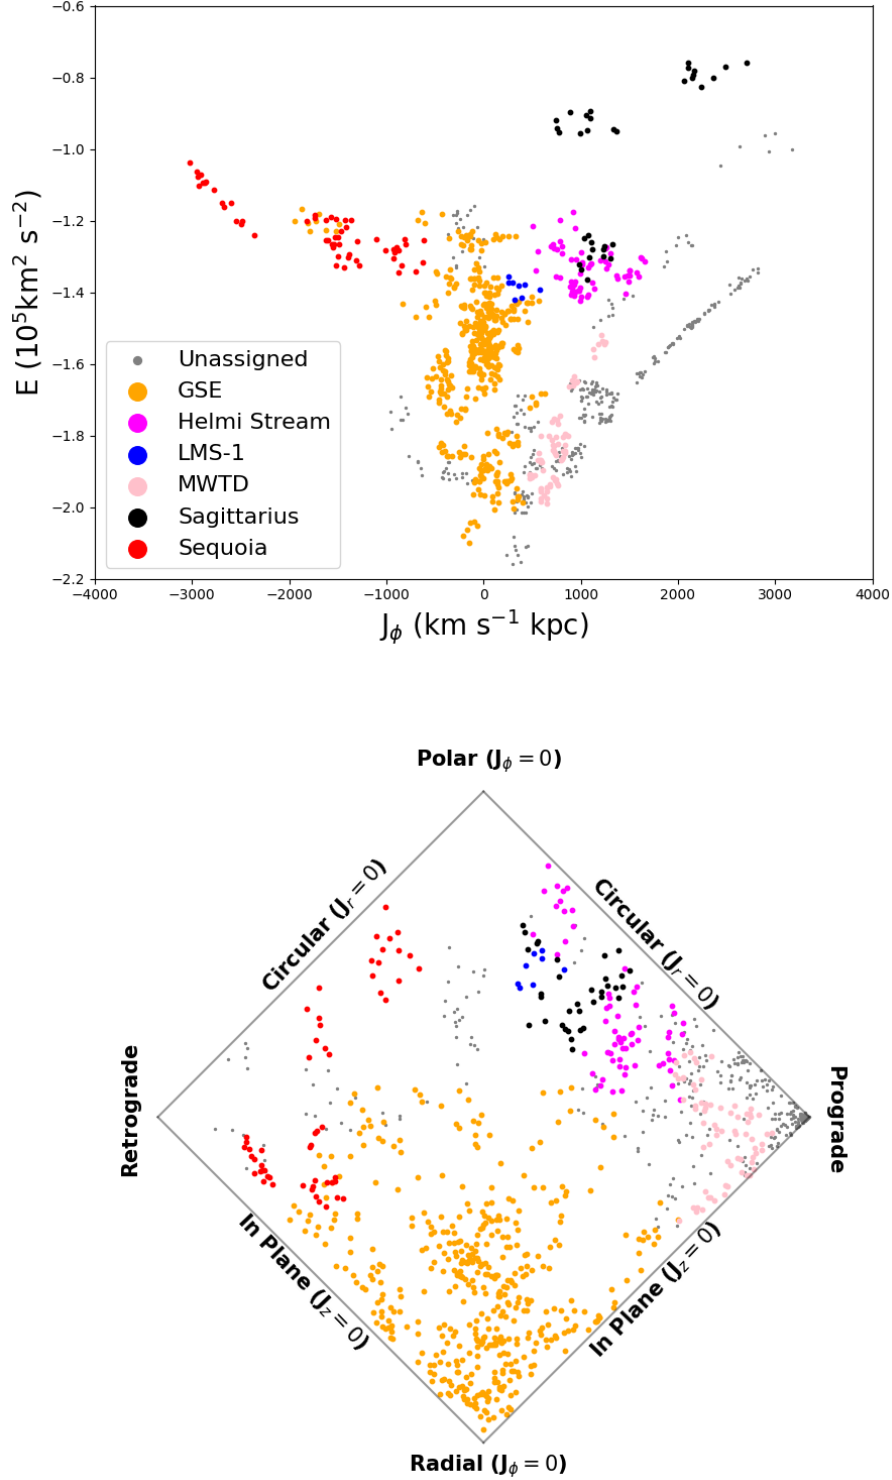 −0.6
−0.8
−1.0
−1.2
−1.4
−1.6
−1.8
−2.0
−2.2
E (10⁵km² s⁻²)
Unassigned
GSE
Helmi Stream
LMS-1
MWTD
Sagittarius
Sequoia
−4000 −3000 −2000 −1000 0 1000 2000 3000 4000
J_ϕ (km s⁻¹ kpc)
Polar (J_ϕ = 0)
Circular (J_r = 0)
Circular (J_r = 0)
Retrograde
Prograde
In Plane (J_z = 0)
In Plane (J_z = 0)
Radial (J_ϕ = 0)